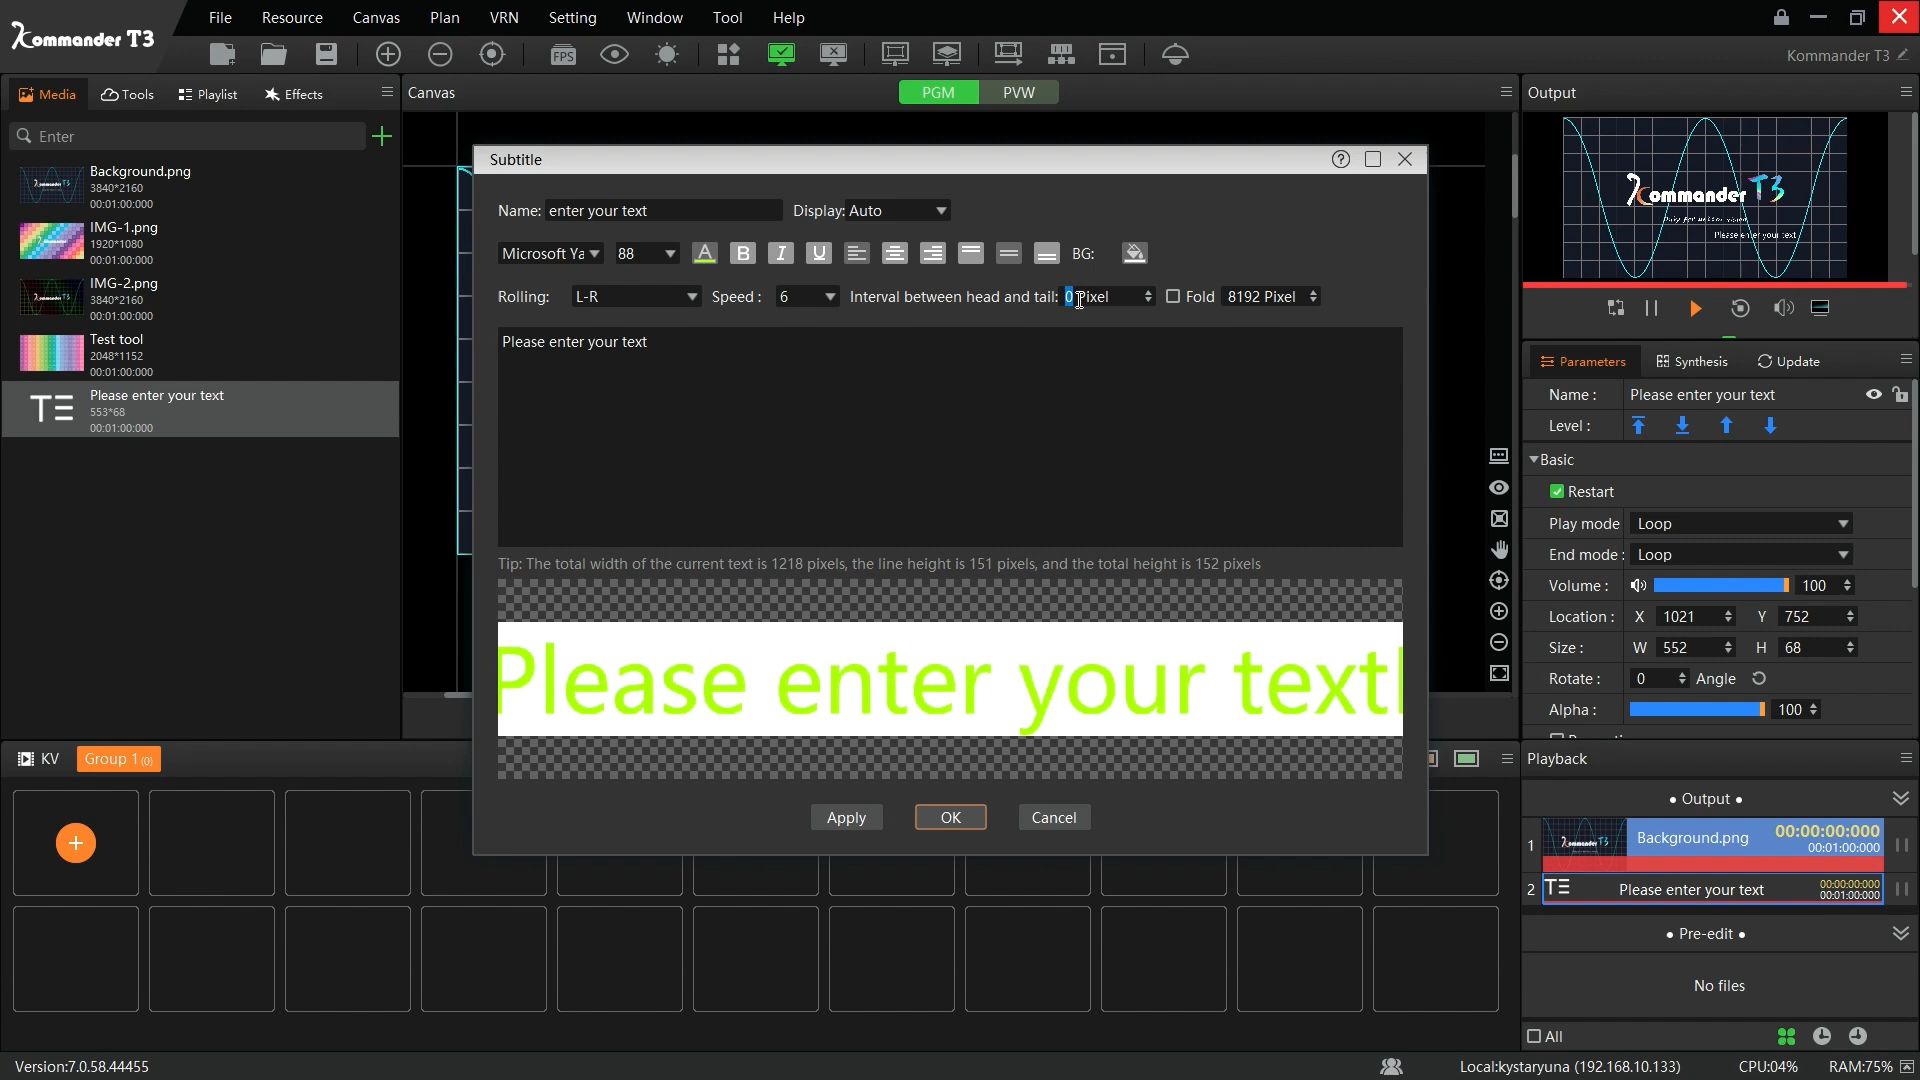 Kommander T3
File Resource Canvas Plan VRN Setting Window Tool Help
FPS
Kommander T3
Media Tools Playlist Effects
Canvas
PGM PVW
Output
Enter
Background.png
3840*2160
00:01:00:000
IMG-1.png
1920*1080
00:01:00:000
IMG-2.png
3840*2160
00:01:00:000
Test tool
2048*1152
00:01:00:000
Please enter your text
553*68
00:01:00:000
Subtitle
Name: enter your text Display: Auto
Microsoft Ya 88 A B I U BG:
Rolling: L-R Speed : 6 Interval between head and tail: 0 Pixel Fold 8192 Pixel
Please enter your text
Tip: The total width of the current text is 1218 pixels, the line height is 151 pixels, and the total height is 152 pixels
Please enter your text
Apply OK Cancel
Kommander T3
Please enter your text
Parameters Synthesis Update
Name : Please enter your text
Level :
Basic
Restart
Play mode Loop
End mode : Loop
Volume : 100
Location : X 1021 Y 752
Size : W 552 H 68
Rotate : 0 Angle
Alpha : 100
KV Group 1 (0)
Playback
• Output •
1 Background.png 00:00:00:000
00:01:00:000
2 Please enter your text 00:00:00:000
00:01:00:000
• Pre-edit •
No files
All
Version:7.0.58.44455
Local:kystaryuna (192.168.10.133) CPU:04% RAM:75%